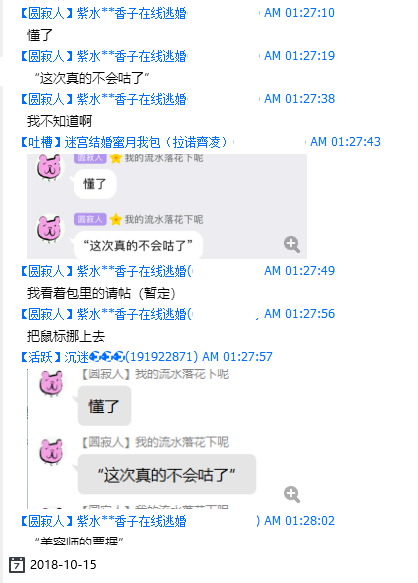 【圆寂人】紫水**香子在线逃婚 AM 01:27:10
懂了
【圆寂人】紫水**香子在线逃婚 AM 01:27:19
“这次真的不会咕了”
【圆寂人】紫水**香子在线逃婚 AM 01:27:38
我不知道啊
【吐槽】迷宫结婚蜜月我包（拉诺齊凌） AM 01:27:43
圆寂人 我的流水落花下呢
懂了
圆寂人 我的流水落花下呢
“这次真的不会咕了”
【圆寂人】紫水**香子在线逃婚( AM 01:27:49
我看着包里的请帖（暂定）
【圆寂人】紫水**香子在线逃婚( AM 01:27:56
把鼠标挪上去
【活跃】沉迷(191922871) AM 01:27:57
【圆寂人】我的流水落花下呢
懂了
【圆寂人】我的流水落花下呢
“这次真的不会咕了”
【圆寂人】紫水**香子在线逃婚 ) AM 01:28:02
“美容师的票据”
7 2018-10-15